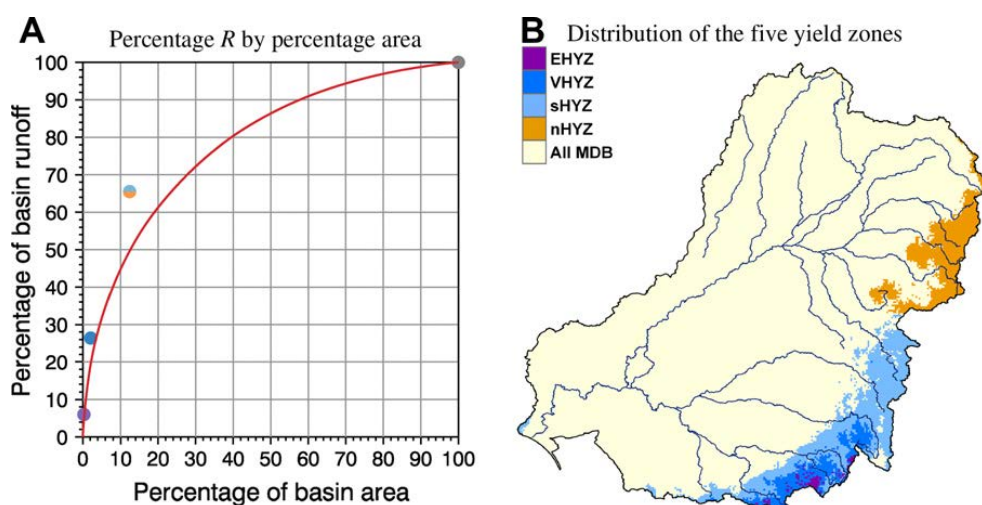 A
Percentage R by percentage area
100
90
80
70
60
50
40
30
20
10
0
Percentage of basin runoff
0 10 20 30 40 50 60 70 80 90 100
Percentage of basin area
B
Distribution of the five yield zones
EHYZ
VHYZ
sHYZ
nHYZ
All MDB